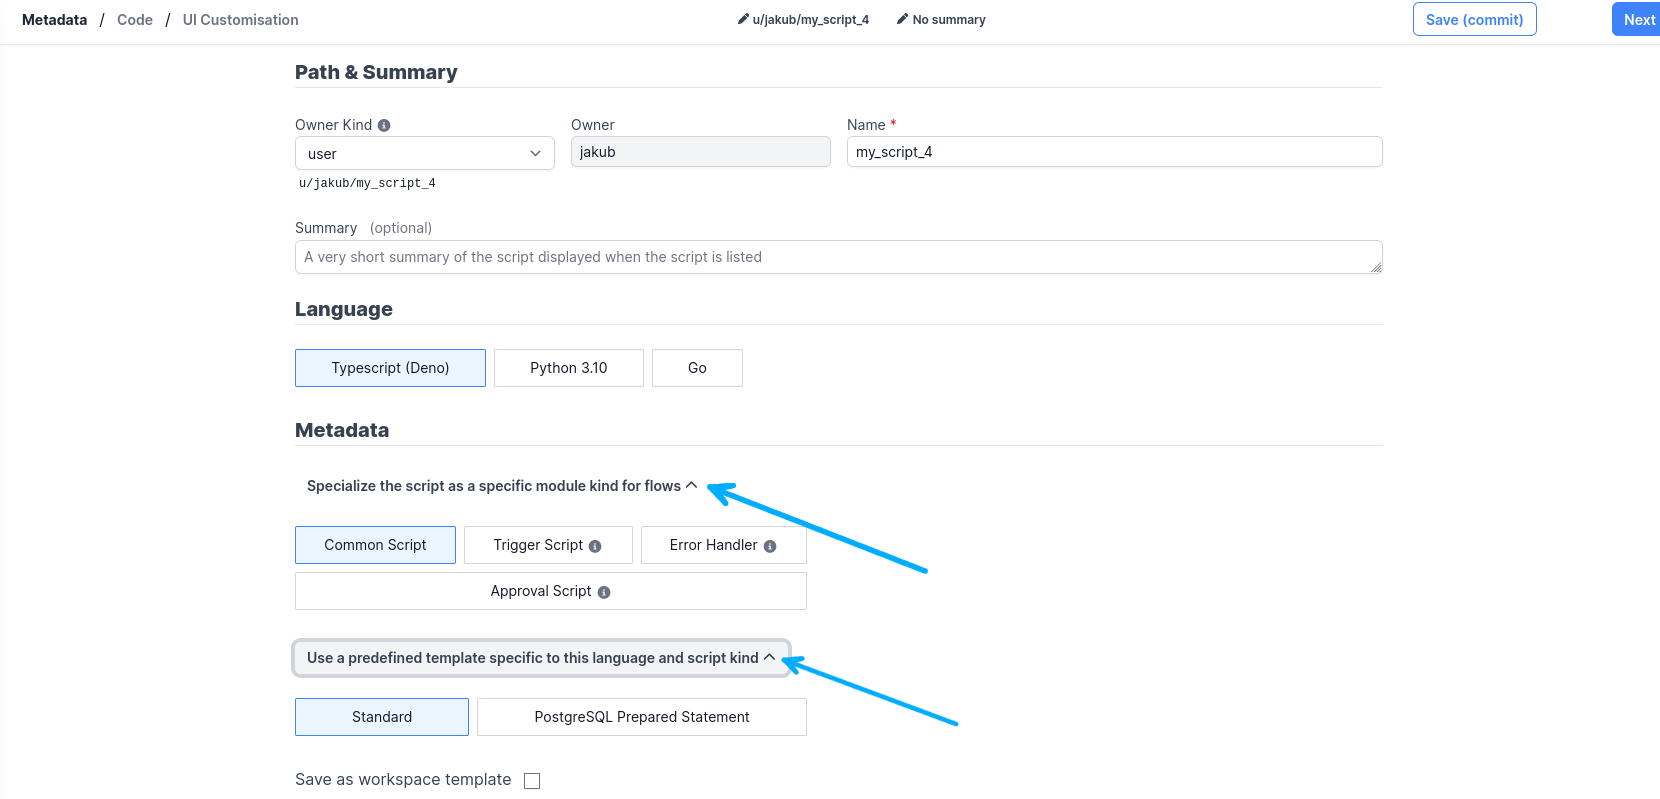 Metadata / Code / UI Customisation u/jakub/my_script_4 No summary Save (commit) Next
Path & Summary
Owner Kind Owner Name *
user jakub my_script_4
u/jakub/my_script_4
Summary (optional)
A very short summary of the script displayed when the script is listed
Language
Typescript (Deno) Python 3.10 Go
Metadata
Specialize the script as a specific module kind for flows
Common Script Trigger Script Error Handler
Approval Script
Use a predefined template specific to this language and script kind
Standard PostgreSQL Prepared Statement
Save as workspace template